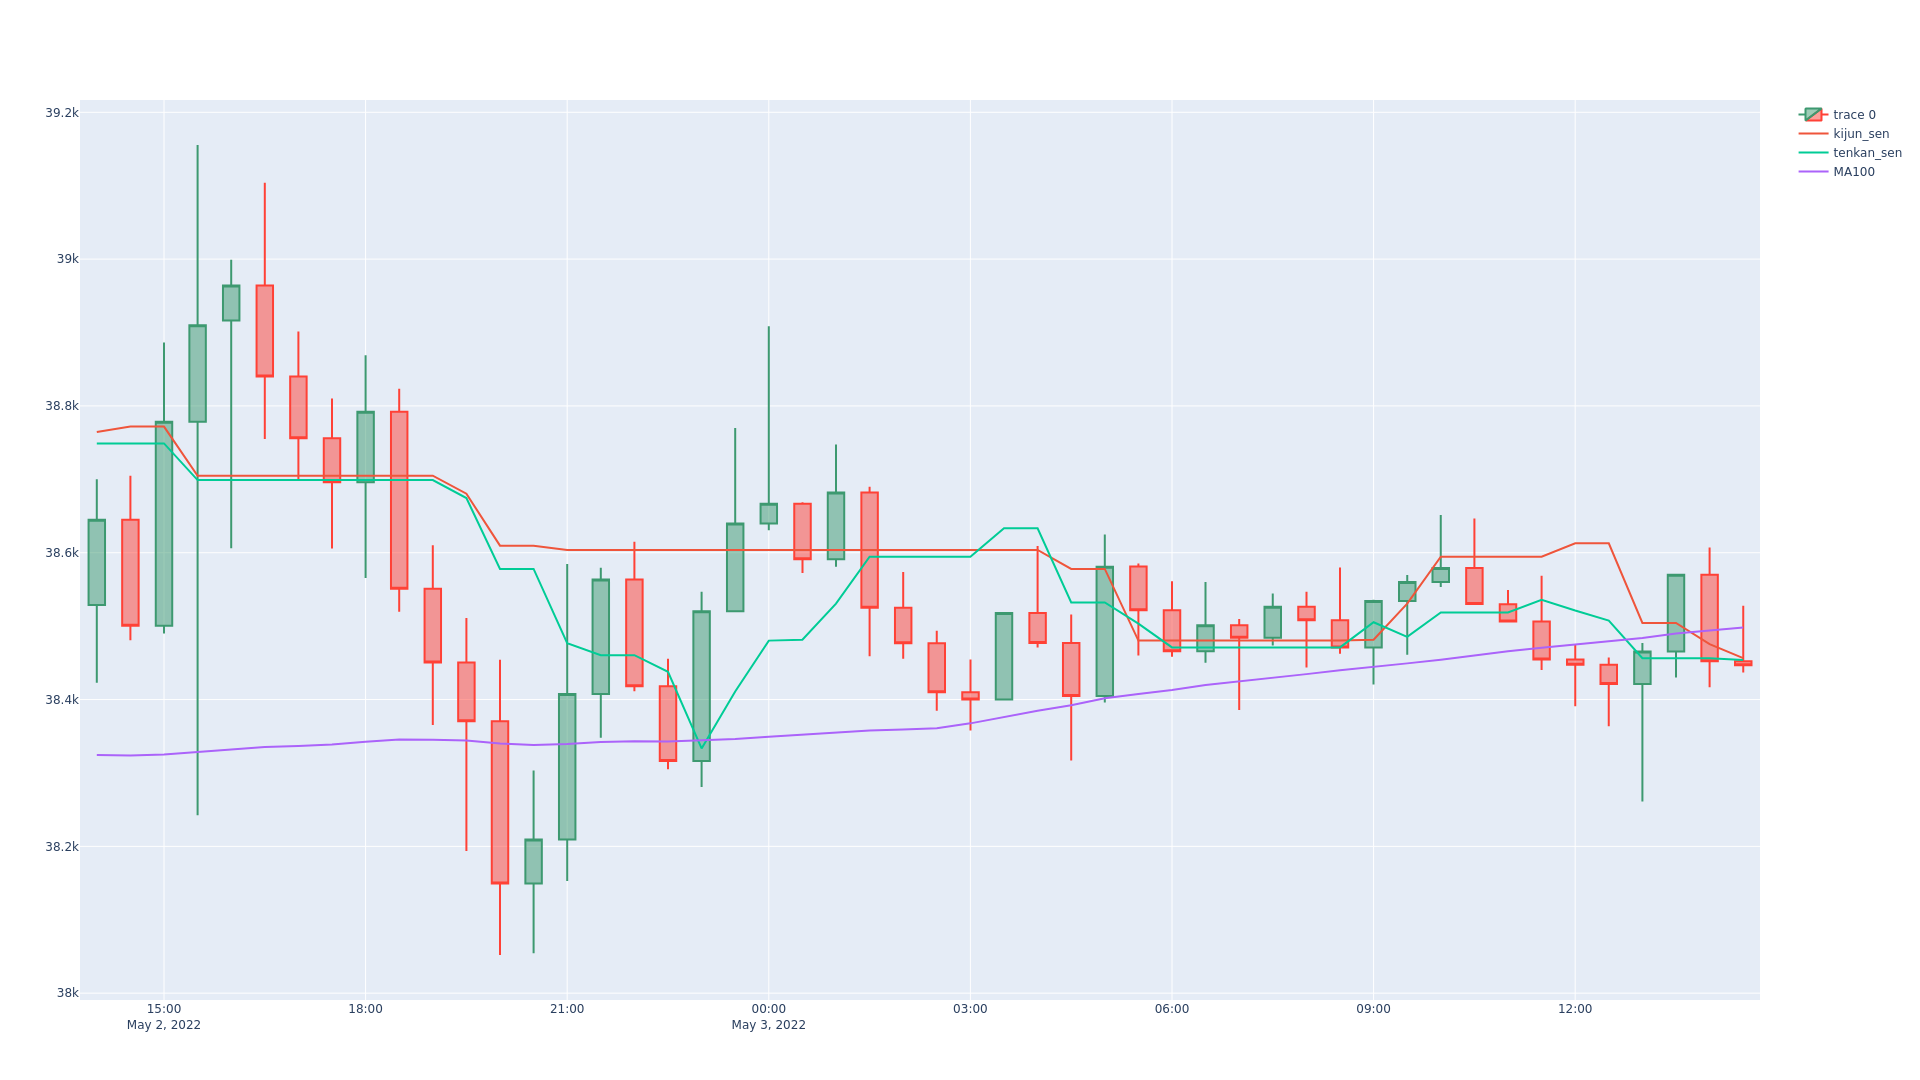 39.2k
39k
38.8k
38.6k
38.4k
38.2k
38k
15:00
May 2, 2022
18:00
21:00
00:00
May 3, 2022
03:00
06:00
09:00
12:00
trace 0
kijun_sen
tenkan_sen
MA100